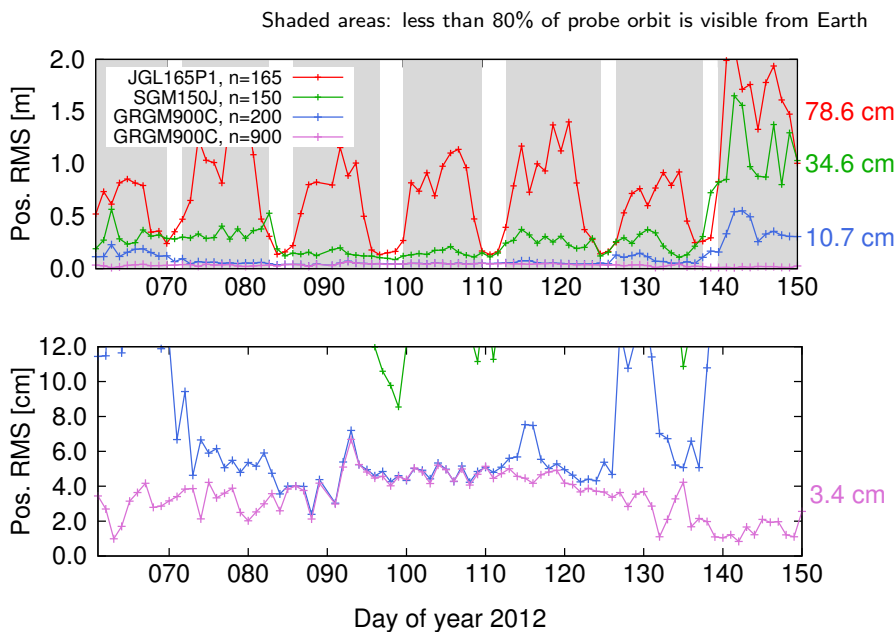 Shaded areas: less than 80% of probe orbit is visible from Earth
Pos. RMS [m]
2.0
1.5
1.0
0.5
0.0
JGL165P1, n=165
SGM150J, n=150
GRGM900C, n=200
GRGM900C, n=900
78.6 cm
34.6 cm
10.7 cm
070 080 090 100 110 120 130 140 150
Pos. RMS [cm]
12.0
10.0
8.0
6.0
4.0
2.0
0.0
3.4 cm
070 080 090 100 110 120 130 140 150
Day of year 2012